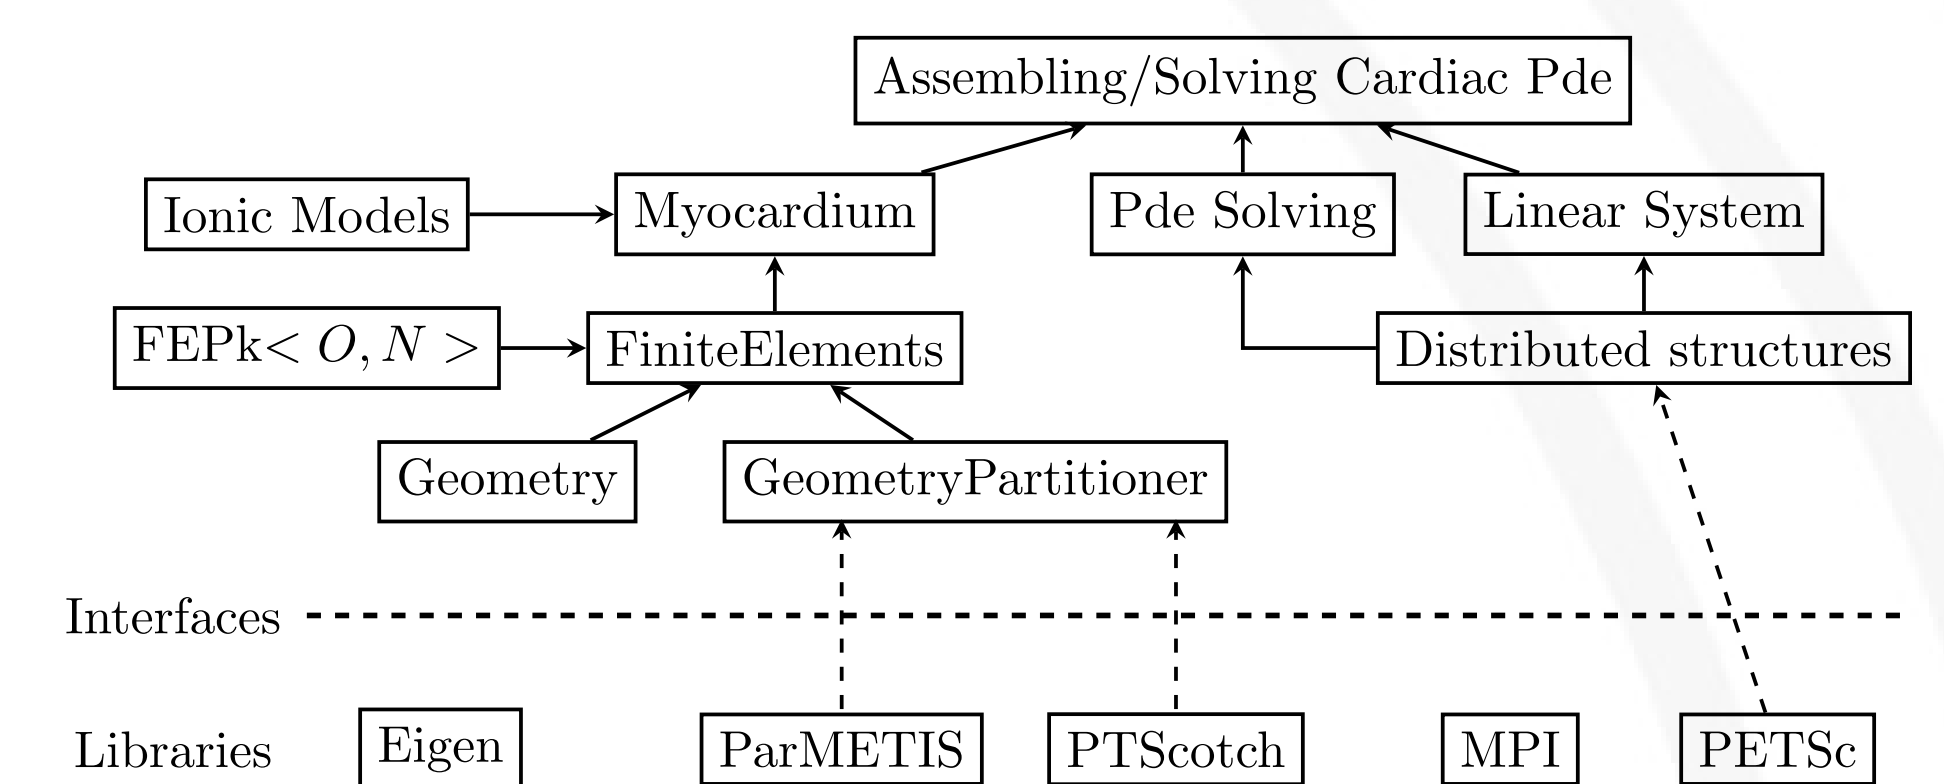 Assembling/Solving Cardiac Pde
Ionic Models
Myocardium
Pde Solving
Linear System
FEPk< O, N >
FiniteElements
Distributed structures
Geometry
GeometryPartitioner
Interfaces
Libraries
Eigen
ParMETIS
PTScotch
MPI
PETSc